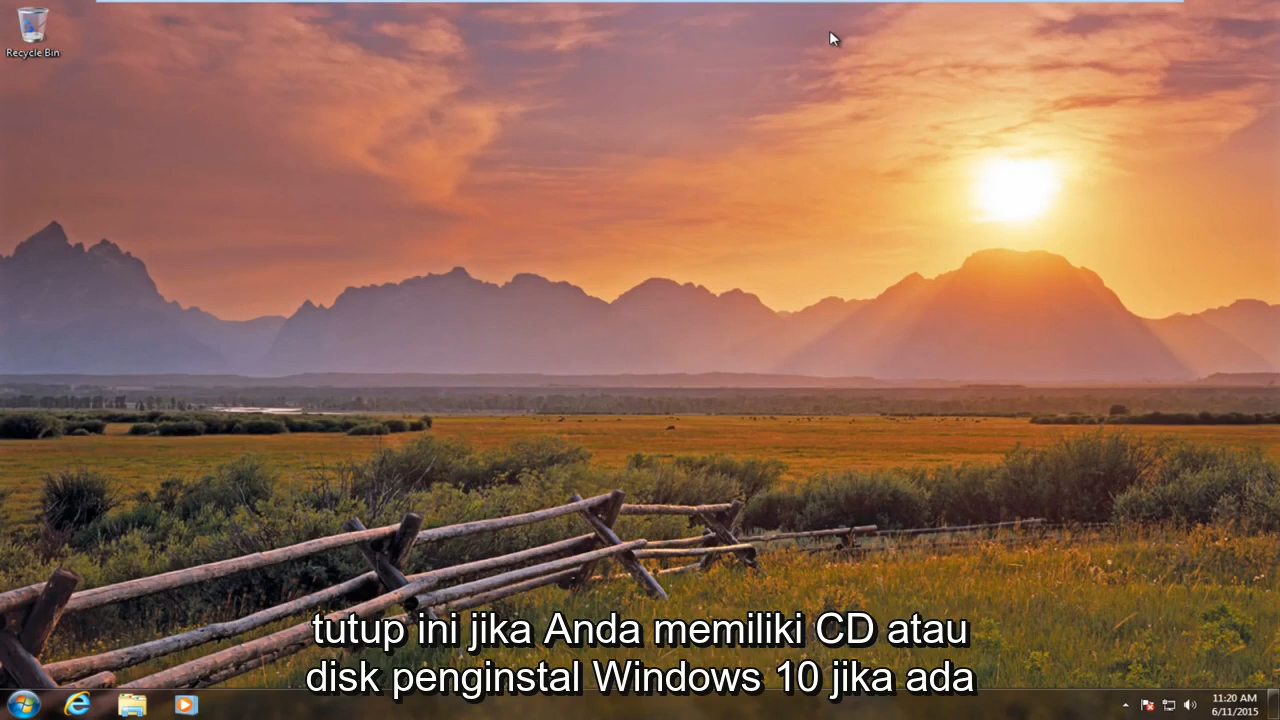 Recycle Bin
tutup ini jika Anda memiliki CD atau
disk penginstal Windows 10 jika ada
11:20 AM
6/11/2015